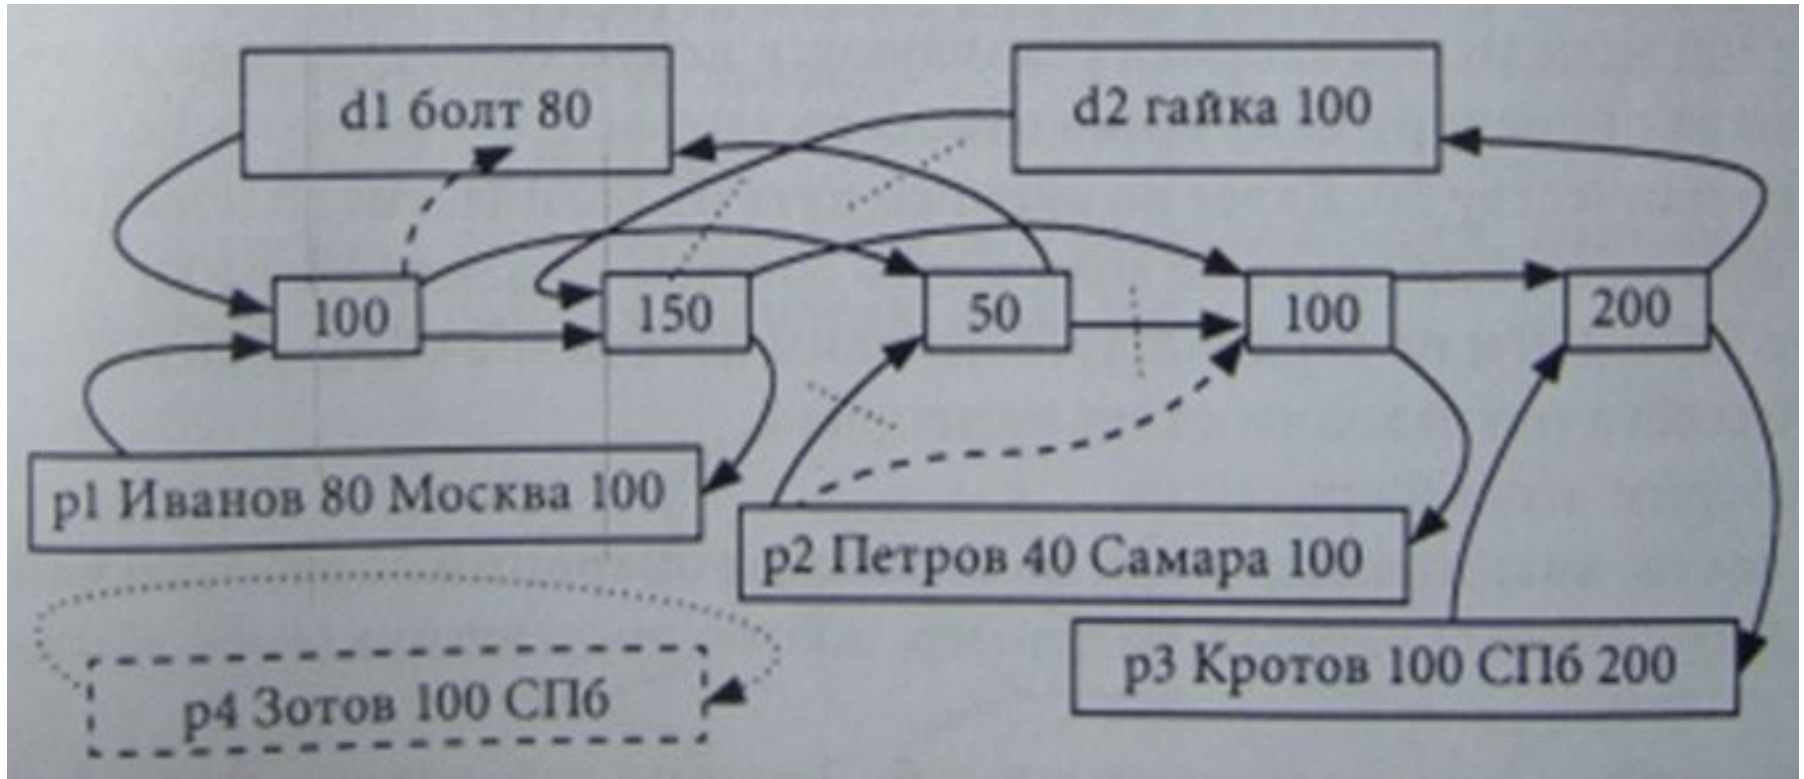 d1 болт 80
d2 гайка 100
100
150
50
100
200
p1 Иванов 80 Москва 100
p2 Петров 40 Самара 100
p3 Кротов 100 СПб 200
p4 Зотов 100 СПб